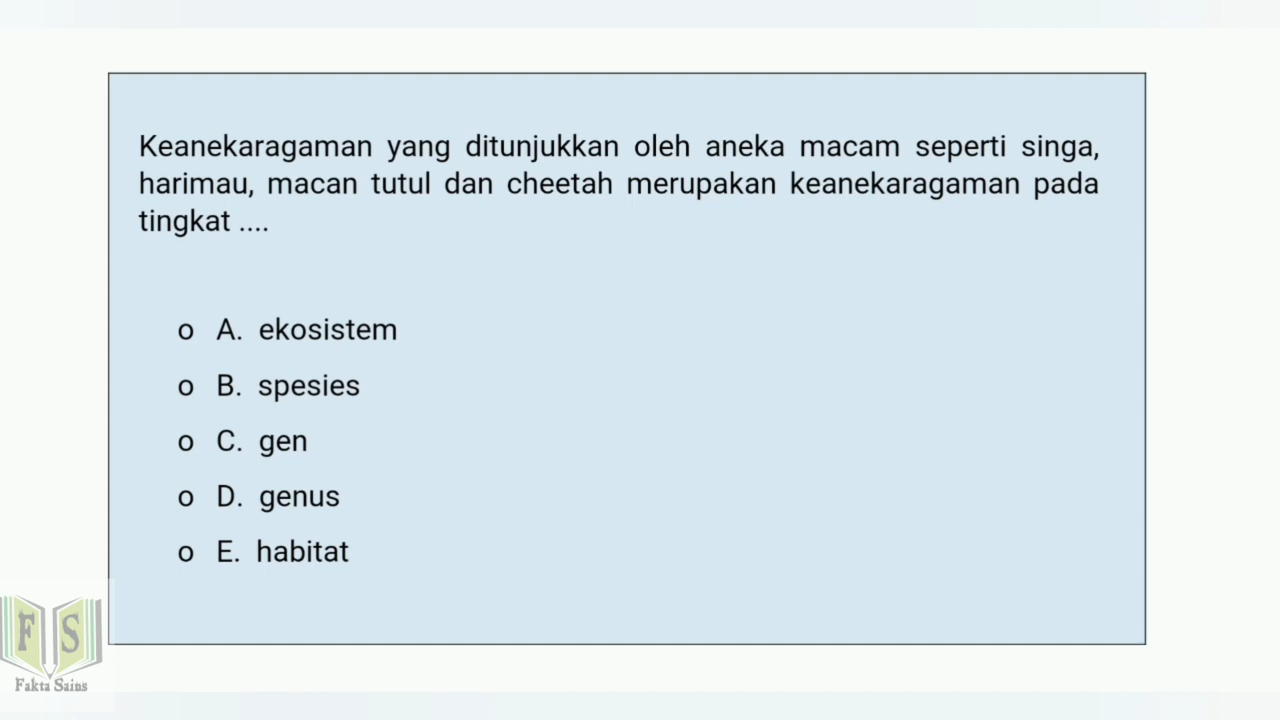 Keanekaragaman yang ditunjukkan oleh aneka macam seperti singa,
harimau, macan tutul dan cheetah merupakan keanekaragaman pada
tingkat ....
o A. ekosistem
o B. spesies
o C. gen
o D. genus
o E. habitat
F S
Fakta Sains